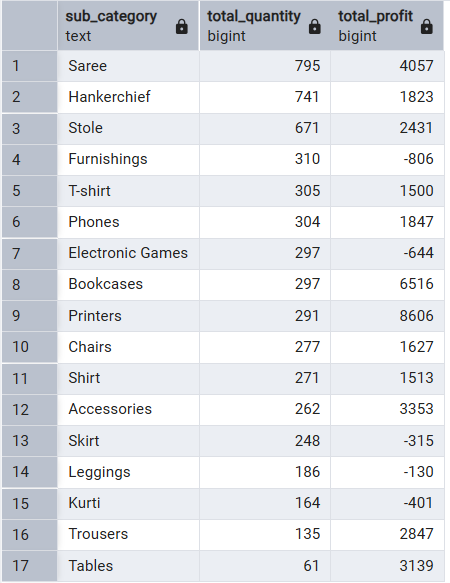 sub_category total_quantity total_profit
text bigint bigint
1 Saree 795 4057
2 Hankerchief 741 1823
3 Stole 671 2431
4 Furnishings 310 -806
5 T-shirt 305 1500
6 Phones 304 1847
7 Electronic Games 297 -644
8 Bookcases 297 6516
9 Printers 291 8606
10 Chairs 277 1627
11 Shirt 271 1513
12 Accessories 262 3353
13 Skirt 248 -315
14 Leggings 186 -130
15 Kurti 164 -401
16 Trousers 135 2847
17 Tables 61 3139